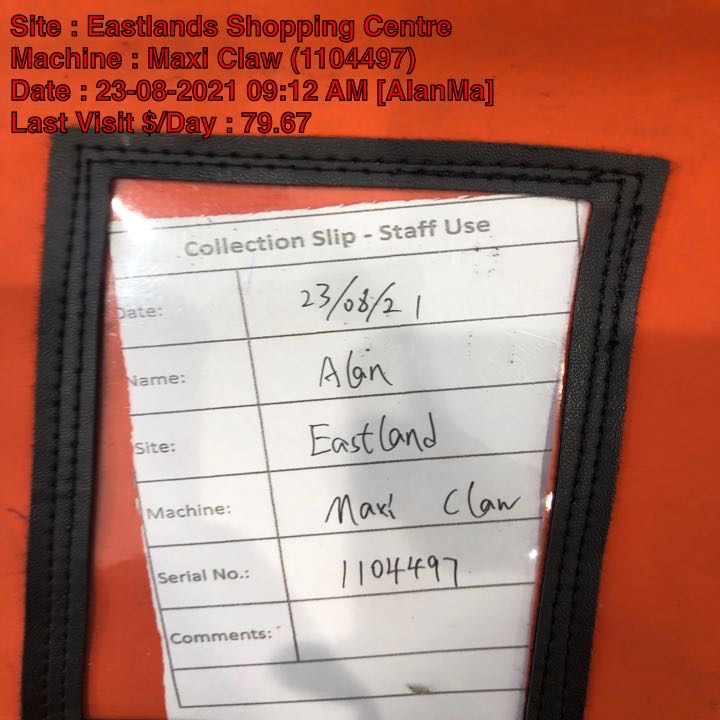 Site : Eastlands Shopping Centre
Machine : Maxi Claw (1104497)
Date : 23-08-2021 09:12 AM [AlanMa]
Last Visit $/Day : 79.67
Collection Slip - Staff Use
Date: 23/08/21
Name: Alan
Site: Eastland
Machine: Maxi Claw
Serial No.: 1104497
Comments: